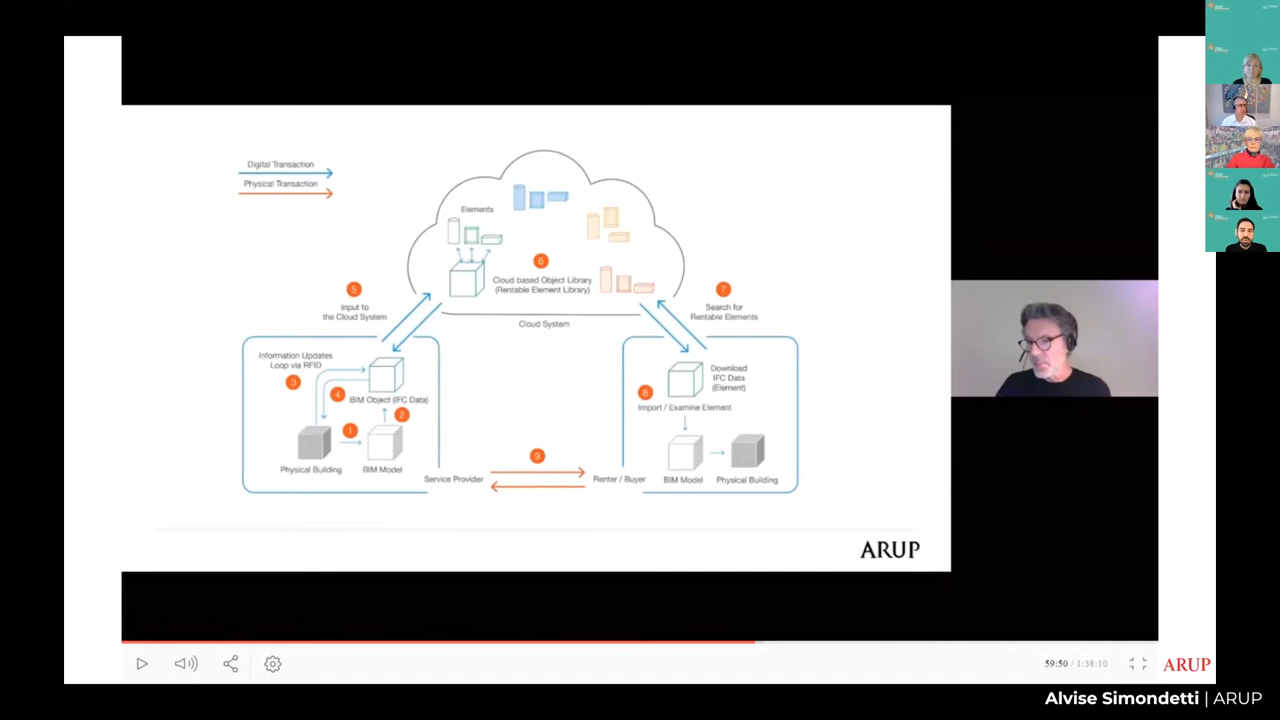 Digital Transaction
Physical Transaction
Elements
6
Cloud based Object Library
(Rentable Element Library)
Cloud System
5
Input to
the Cloud System
7
Search for
Rentable Elements
Information Updates
Loop via RFID
3
4
BIM Object (IFC Data)
2
1
Physical Building
BIM Model
Service Provider
9
Renter / Buyer
Download
IFC Data
(Element)
8
Import / Examine Element
BIM Model
Physical Building
ARUP
59:50 / 1:38:10
ARUP
Alvise Simondetti | ARUP